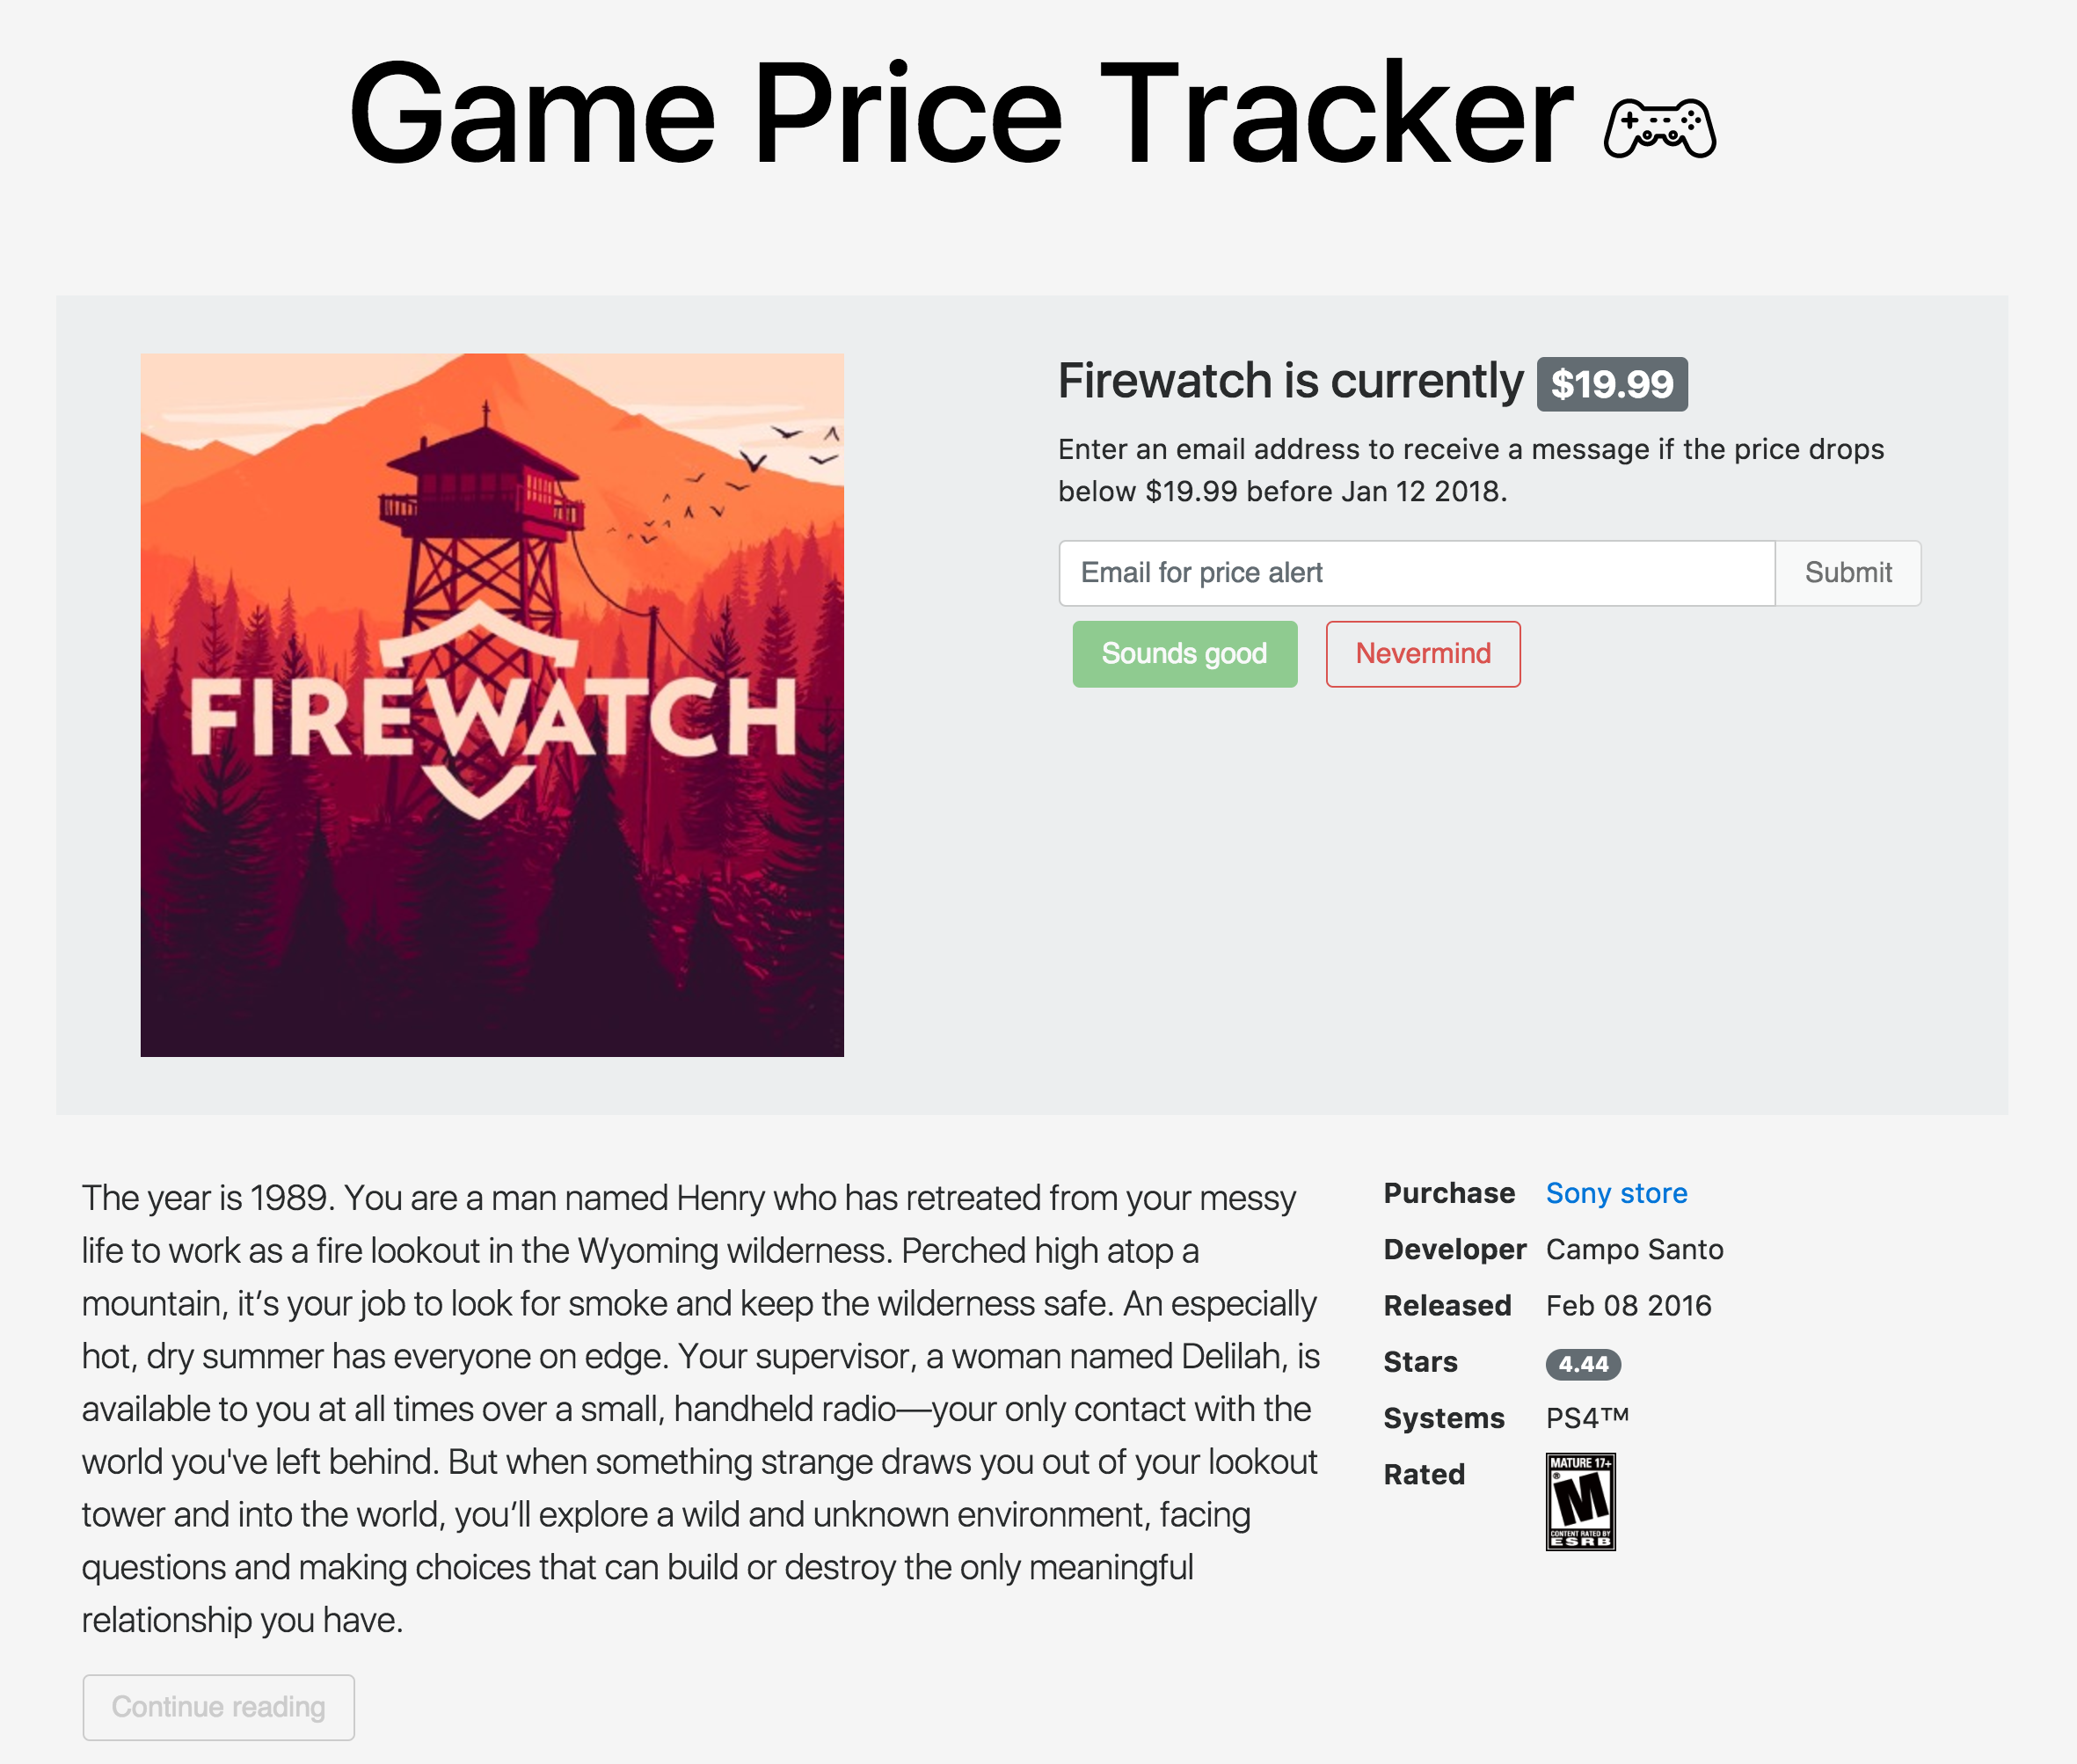 Game Price Tracker
FIREWATCH
Firewatch is currently $19.99
Enter an email address to receive a message if the price drops
below $19.99 before Jan 12 2018.
Email for price alert Submit
Sounds good Nevermind
The year is 1989. You are a man named Henry who has retreated from your messy
life to work as a fire lookout in the Wyoming wilderness. Perched high atop a
mountain, it’s your job to look for smoke and keep the wilderness safe. An especially
hot, dry summer has everyone on edge. Your supervisor, a woman named Delilah, is
available to you at all times over a small, handheld radio—your only contact with the
world you've left behind. But when something strange draws you out of your lookout
tower and into the world, you’ll explore a wild and unknown environment, facing
questions and making choices that can build or destroy the only meaningful
relationship you have.
Continue reading
Purchase Sony store
Developer Campo Santo
Released Feb 08 2016
Stars 4.44
Systems PS4™
Rated
MATURE 17+
M®
CONTENT RATED BY
ESRB